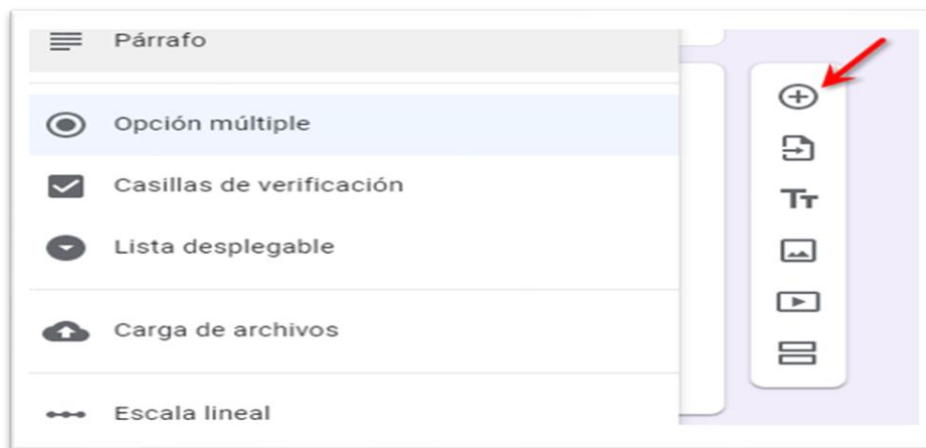 Párrafo
Opción múltiple
Casillas de verificación
Lista desplegable
Carga de archivos
Escala lineal